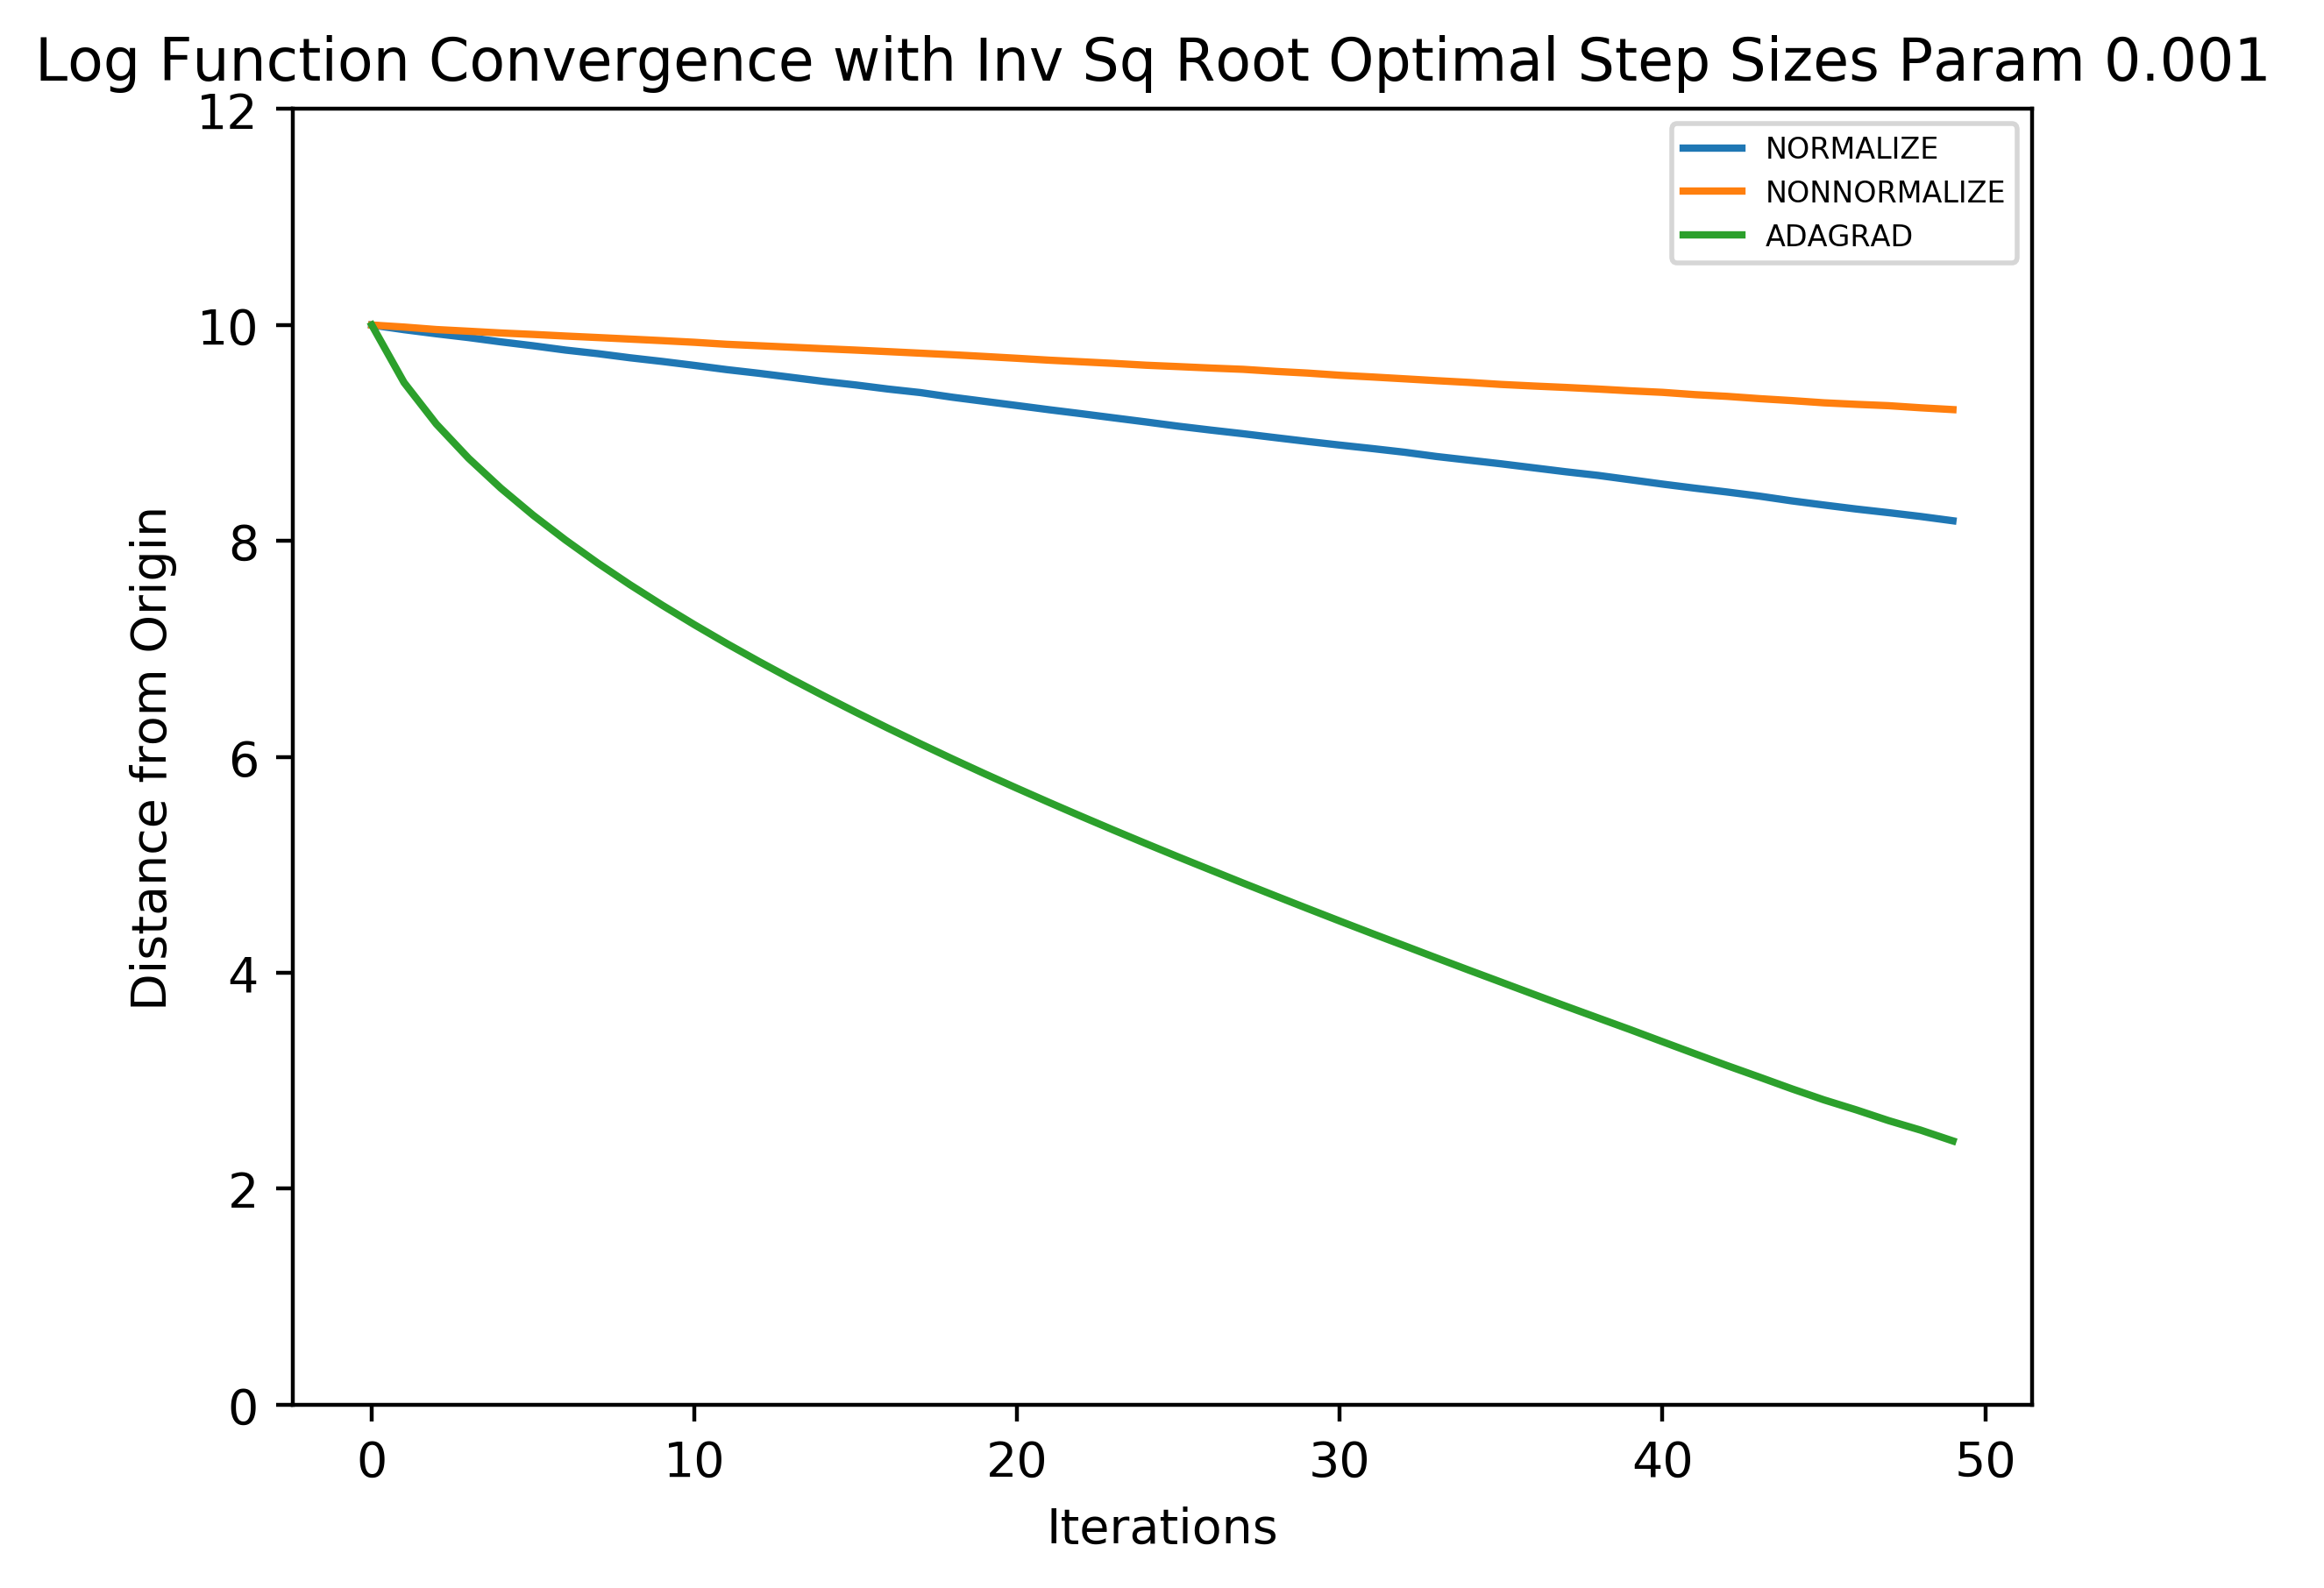 Log Function Convergence with Inv Sq Root Optimal Step Sizes Param 0.001
12
10
8
6
4
2
0
Distance from Origin
NORMALIZE
NONNORMALIZE
ADAGRAD
0 10 20 30 40 50
Iterations